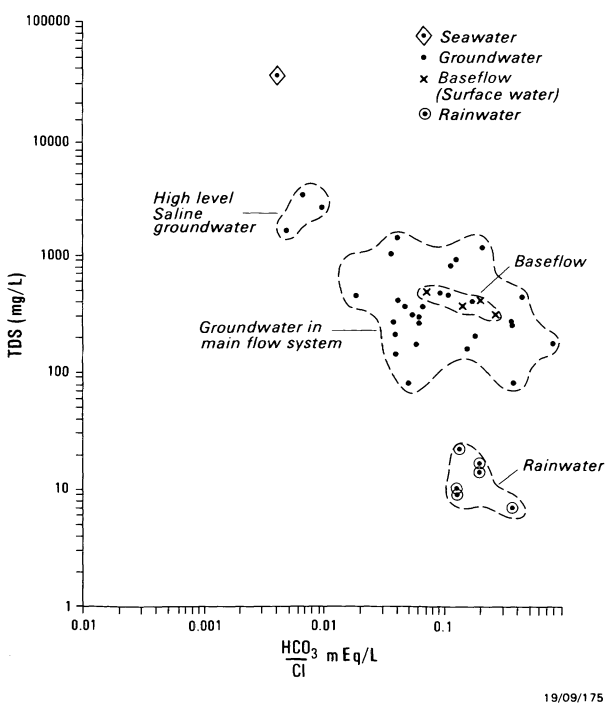 100000
10000
1000
100
10
1
TDS (mg/L)
Seawater
Groundwater
Baseflow
(Surface water)
Rainwater
High level
Saline
groundwater
Baseflow
Groundwater in
main flow system
Rainwater
0.01
0.001
0.01
0.1
HCO3 mEq/L
Cl
19/09/175